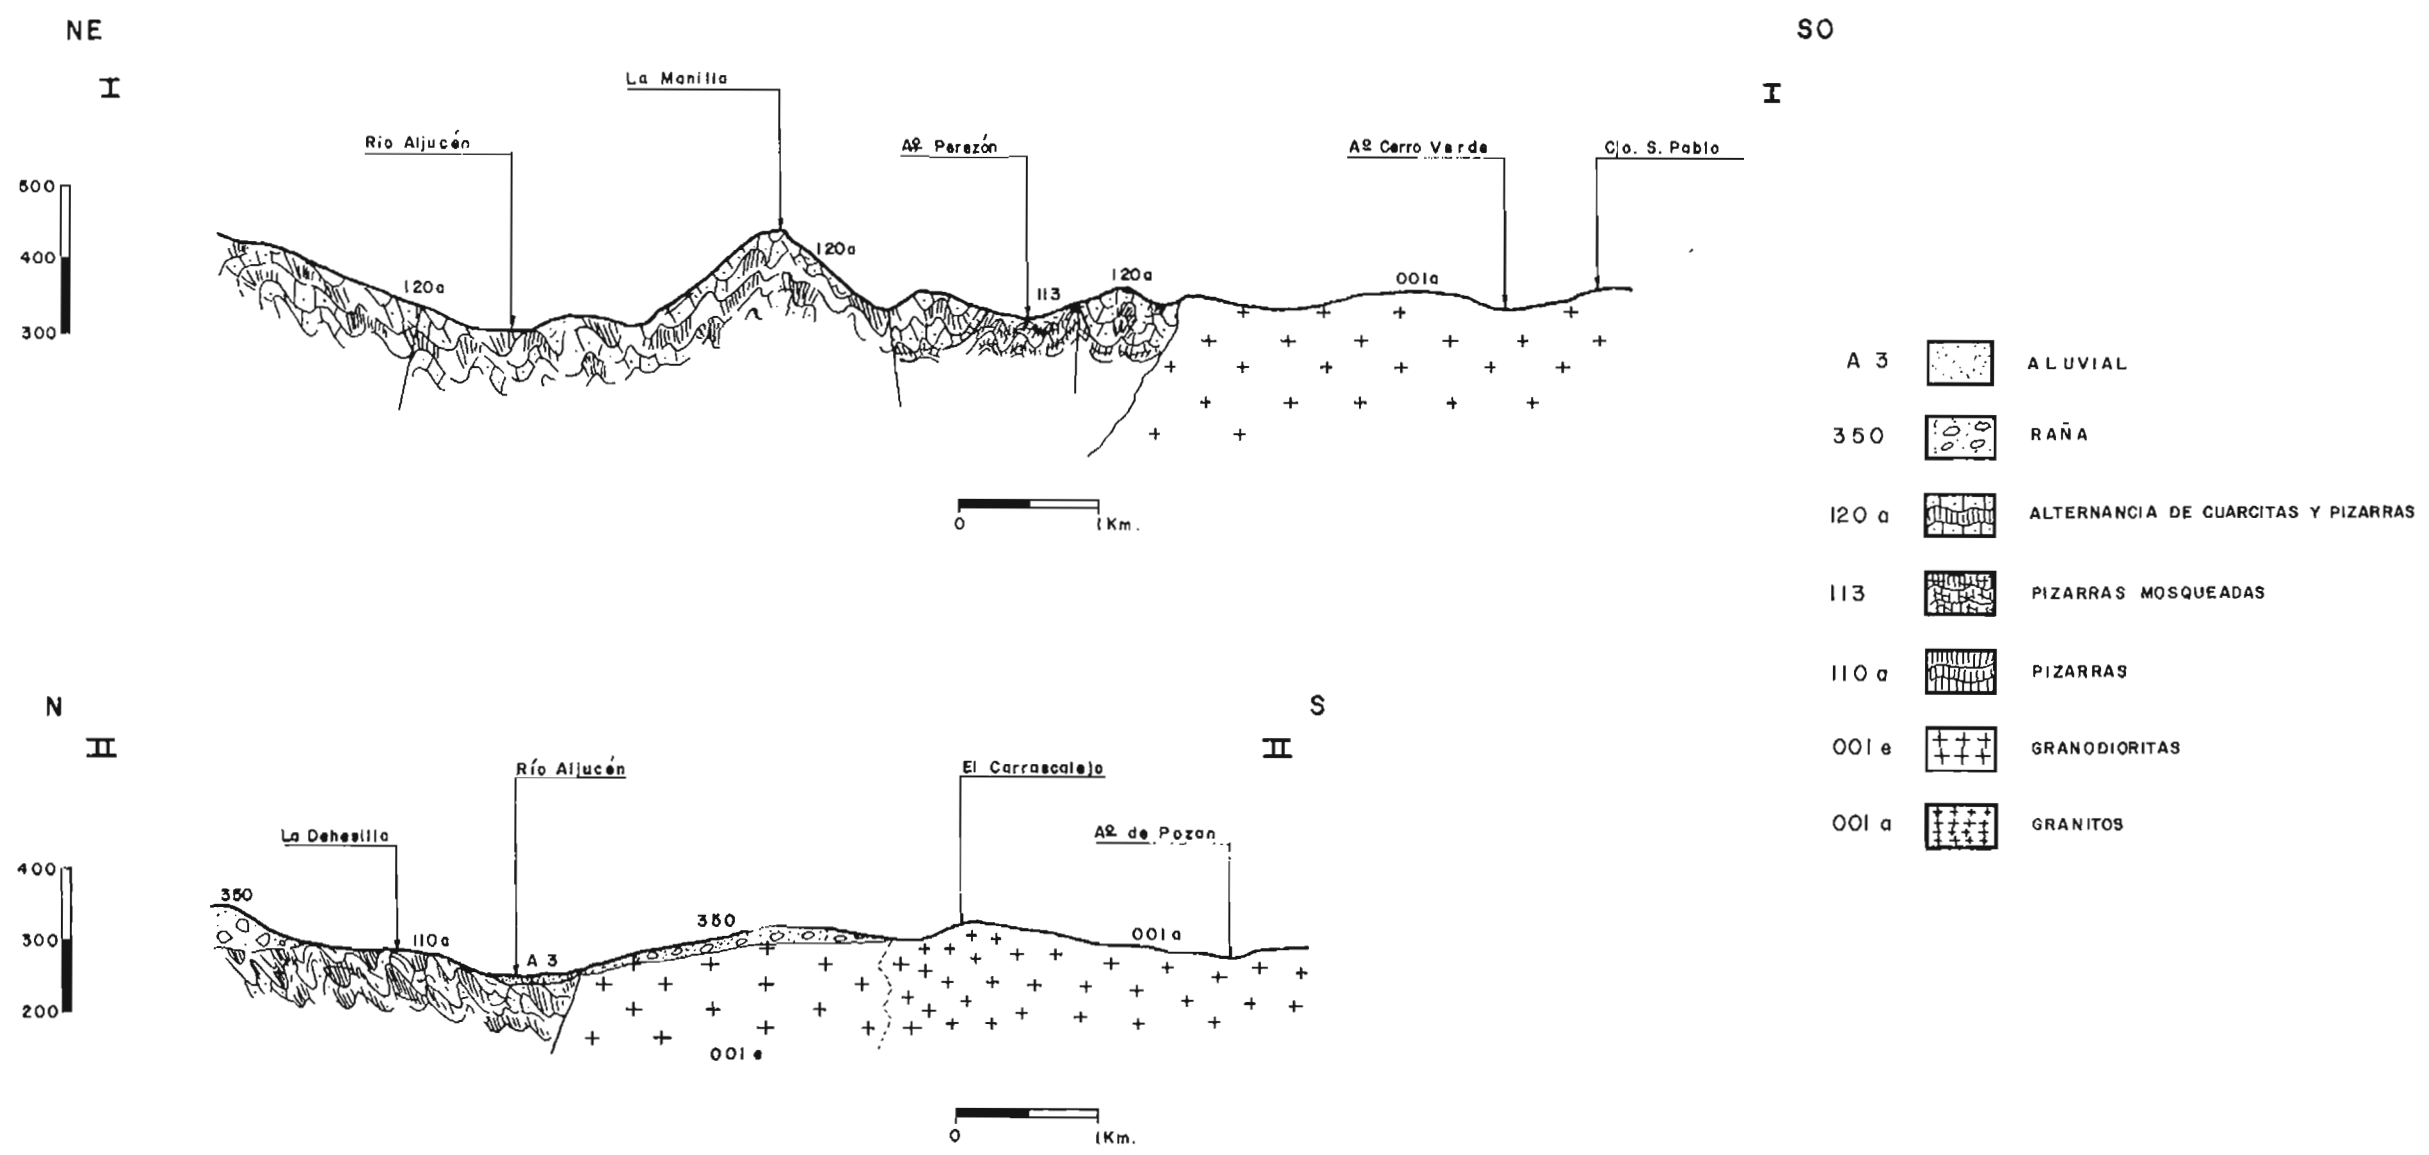 NE
SO
I
I
La Manilla
Río Aljucén
Aº Perezón
Aº Cerro Verde
Cjo. S. Pablo
500
400
300
120a
120a
113
120a
001a
0
1Km.
A 3
ALUVIAL
350
RAÑA
120 a
ALTERNANCIA DE CUARCITAS Y PIZARRAS
113
PIZARRAS MOSQUEADAS
110 a
PIZARRAS
001 e
GRANODIORITAS
001 a
GRANITOS
N
S
II
II
Río Aljucén
El Carrascalejo
La Dehesilla
Aº de Pozan
400
300
200
350
110a
A 3
350
001a
001 e
0
1Km.